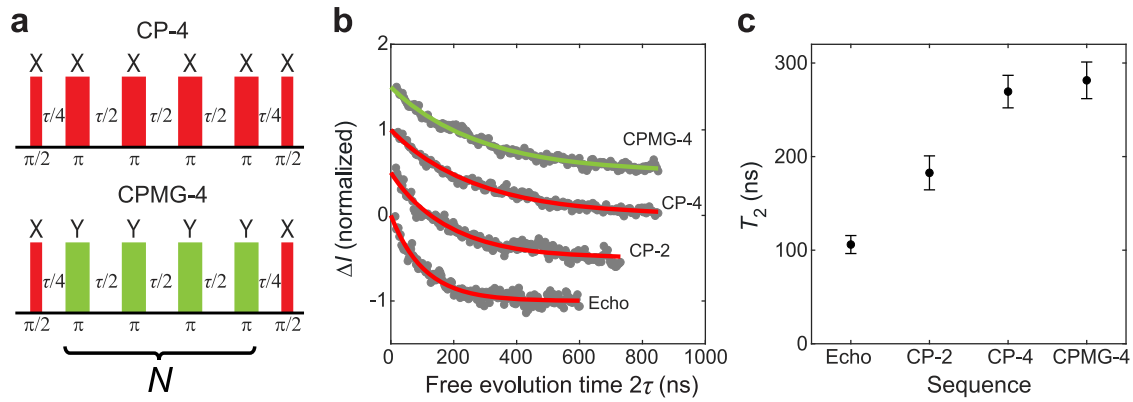 a
CP-4
X X X X X X
τ/4 τ/2 τ/2 τ/2 τ/4
π/2 π π π π π/2
CPMG-4
X Y Y Y Y X
τ/4 τ/2 τ/2 τ/2 τ/4
π/2 π π π π π/2
N
b
ΔI (normalized)
2
1
0
-1
CPMG-4
CP-4
CP-2
Echo
0 200 400 600 800 1000
Free evolution time 2τ (ns)
c
T2 (ns)
300
200
100
0
Echo CP-2 CP-4 CPMG-4
Sequence